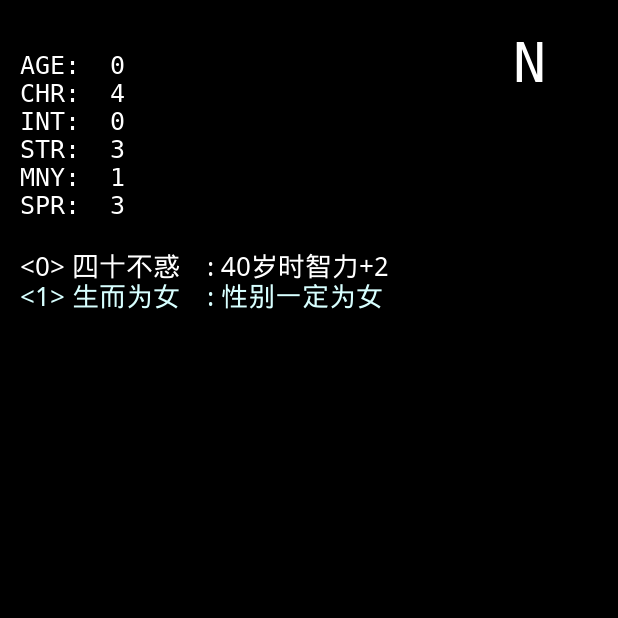 N
AGE: 0
CHR: 4
INT: 0
STR: 3
MNY: 1
SPR: 3
<0> 四十不惑 : 40岁时智力+2
<1> 生而为女 : 性别一定为女